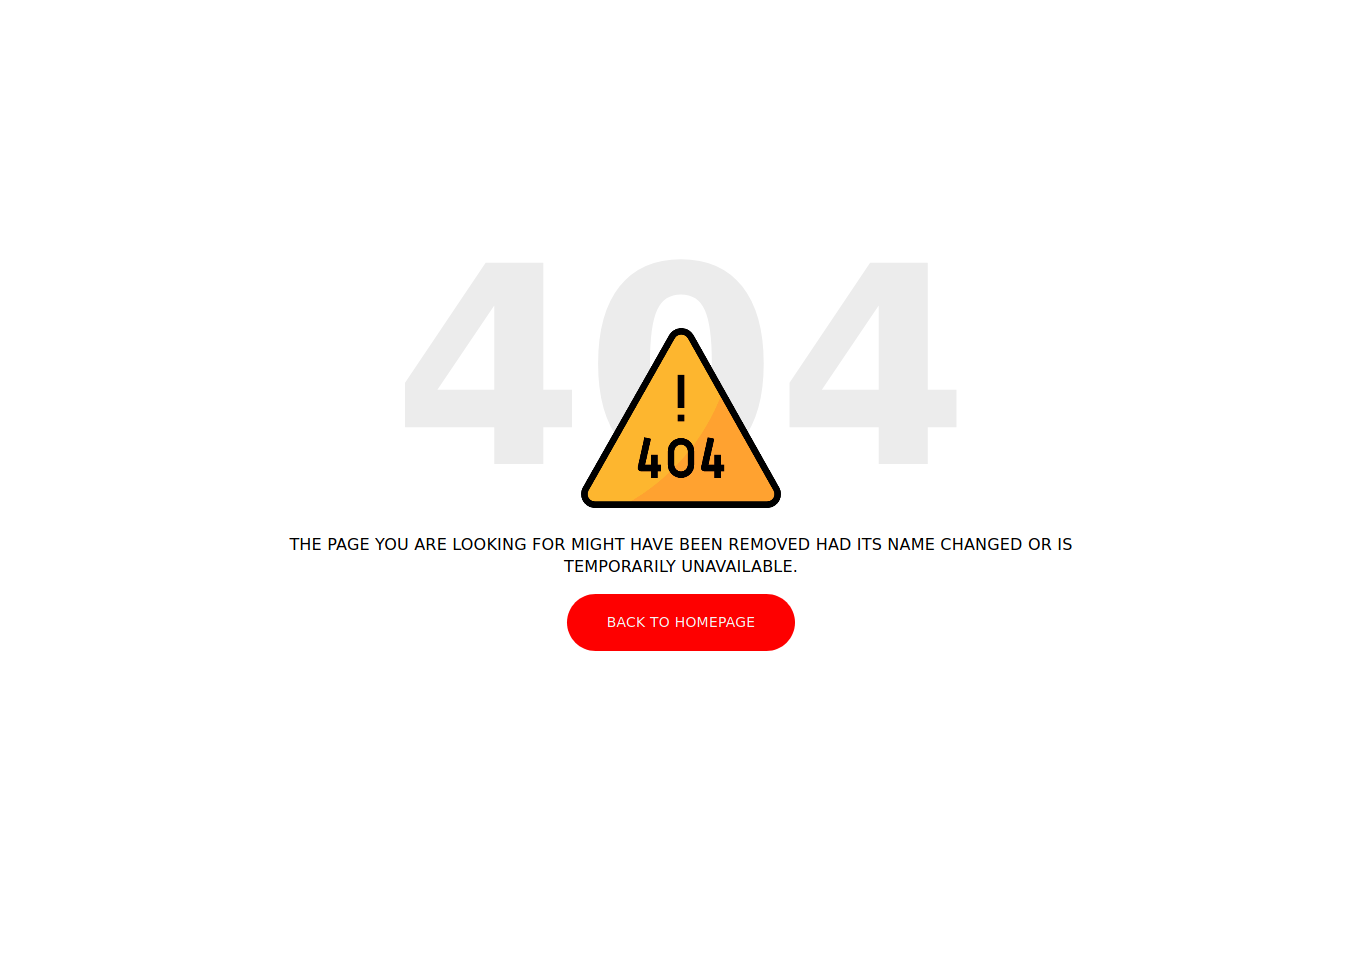 404
!
404
THE PAGE YOU ARE LOOKING FOR MIGHT HAVE BEEN REMOVED HAD ITS NAME CHANGED OR IS
TEMPORARILY UNAVAILABLE.
BACK TO HOMEPAGE